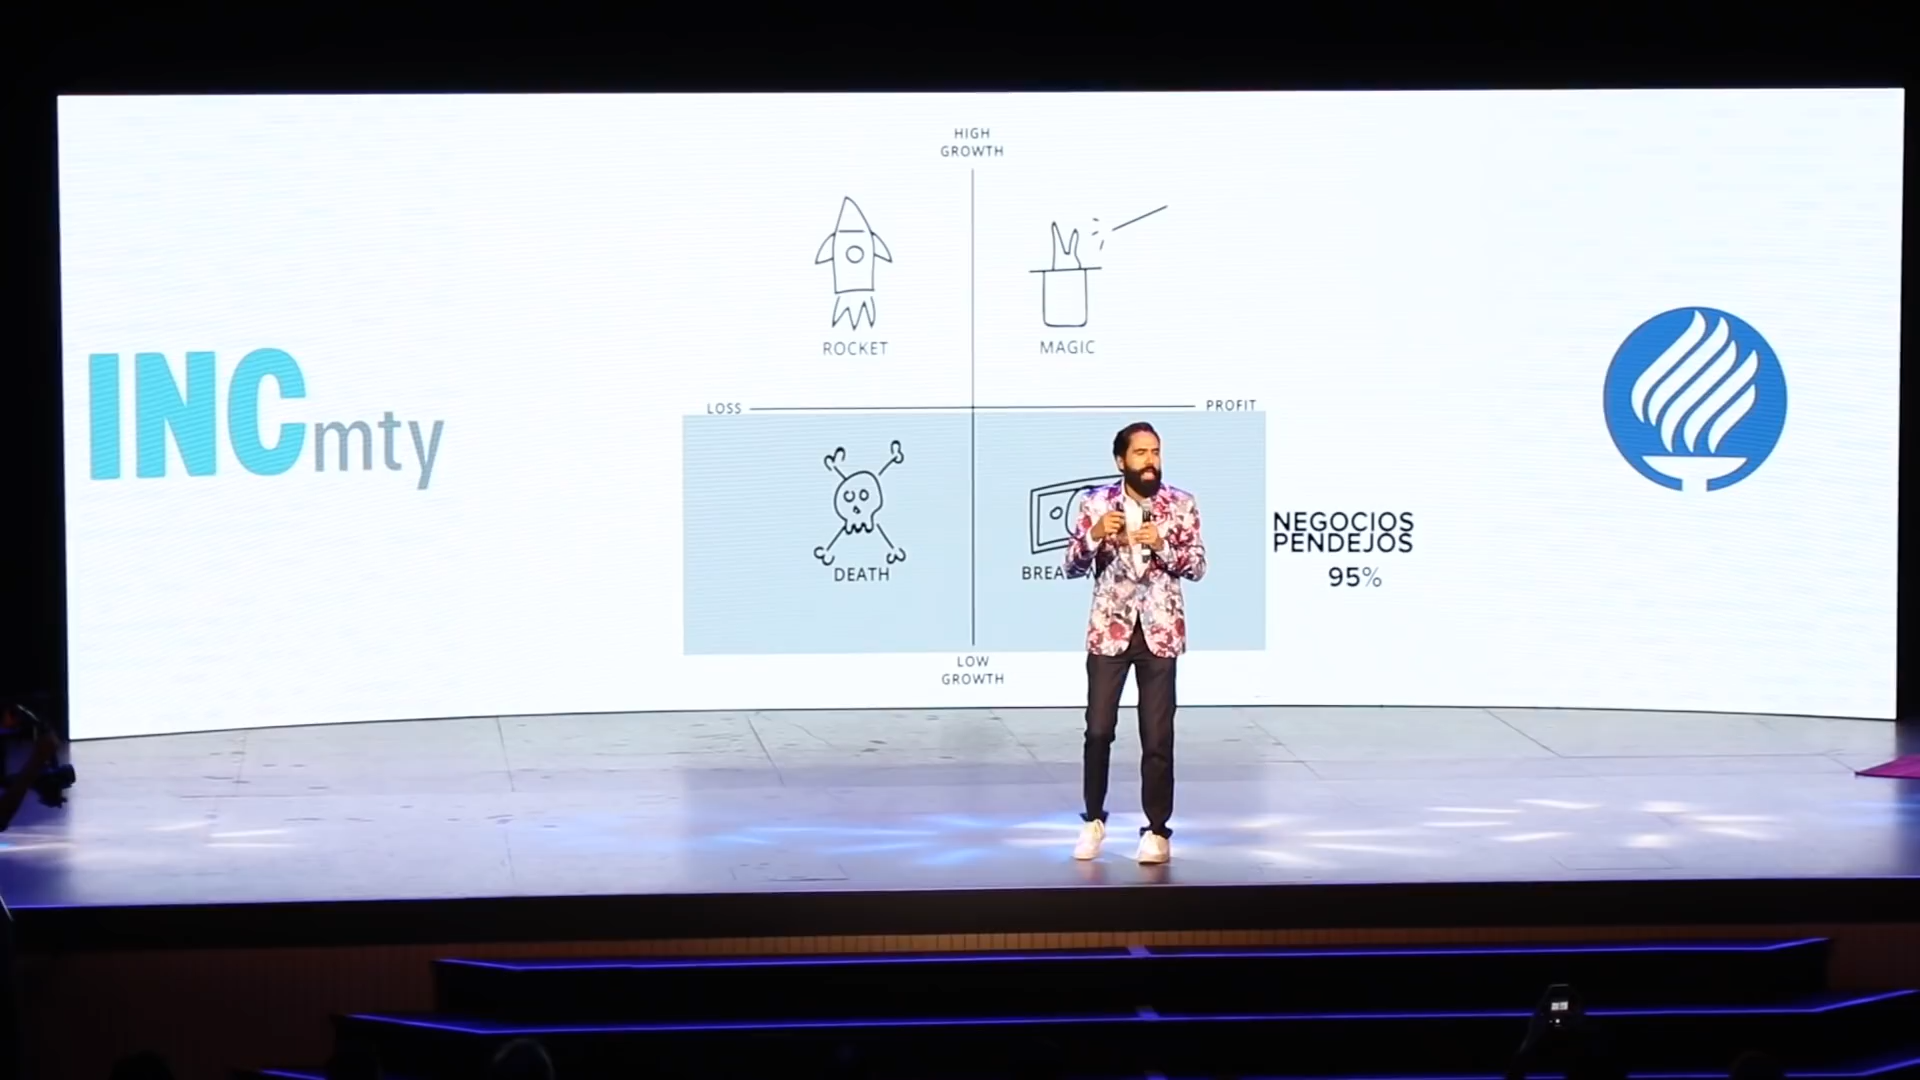 HIGH
GROWTH
ROCKET
MAGIC
LOSS
PROFIT
INCmty
DEATH
NEGOCIOS
PENDEJOS
95%
LOW
GROWTH